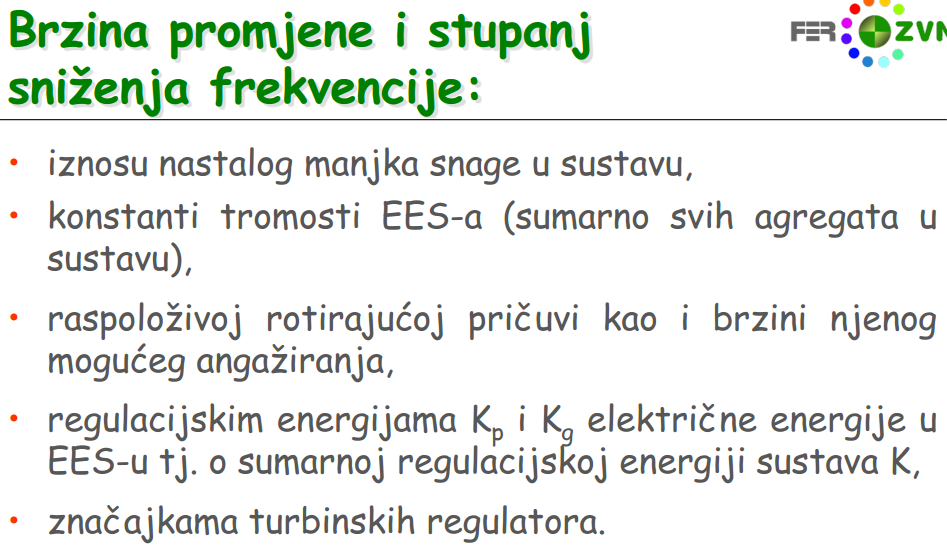 Brzina promjene i stupanj
sniženja frekvencije:
FER ZVN
• iznosu nastalog manjka snage u sustavu,
• konstanti tromosti EES-a (sumarno svih agregata u
sustavu),
• raspoloživoj rotirajućoj pričuvi kao i brzini njenog
mogućeg angažiranja,
• regulacijskim energijama Kp i Kg električne energije u
EES-u tj. o sumarnoj regulacijskoj energiji sustava K,
• značajkama turbinskih regulatora.